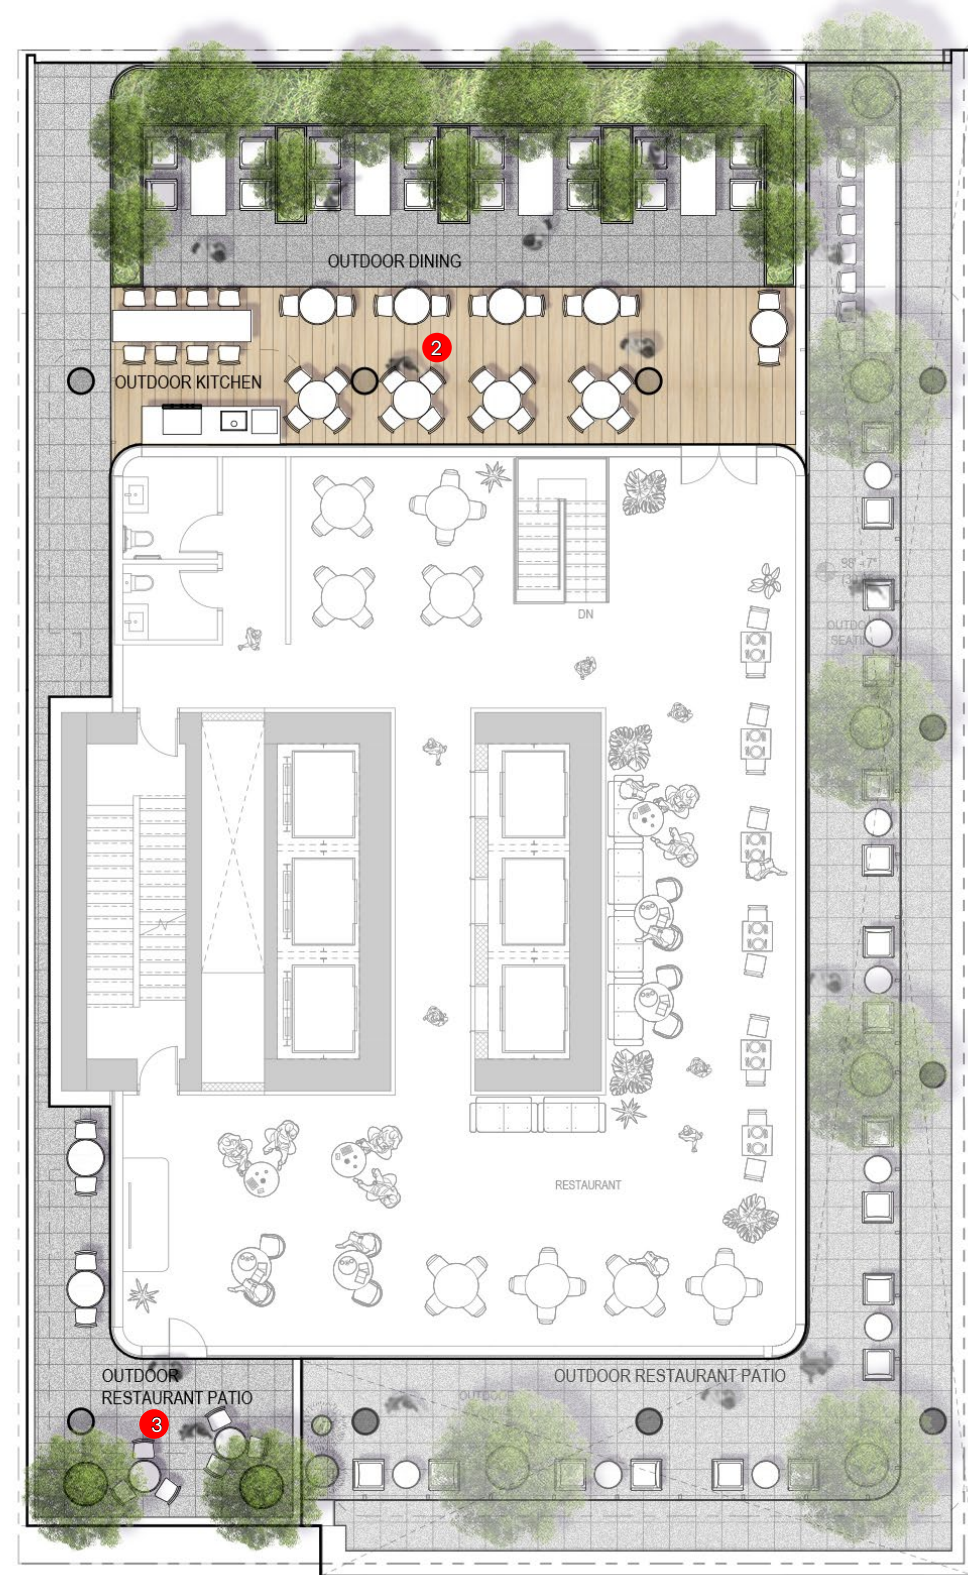 OUTDOOR DINING
2
OUTDOOR KITCHEN
DN
RESTAURANT
OUTDOOR
RESTAURANT PATIO
3
OUTDOOR RESTAURANT PATIO